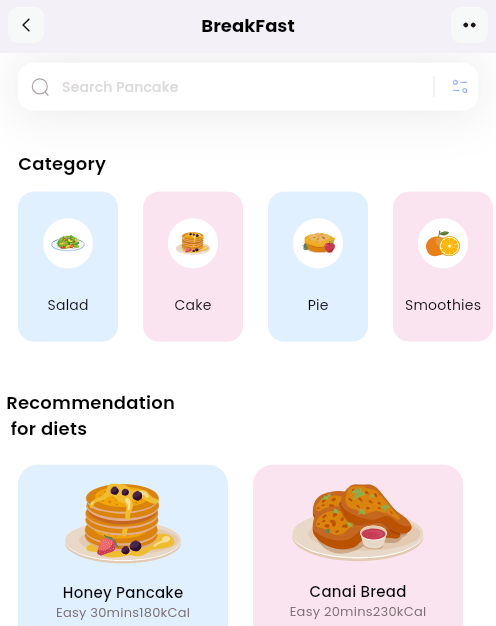 BreakFast
Search Pancake
Category
Salad
Cake
Pie
Smoothies
Recommendation
for diets
Honey Pancake
Easy 30mins180kCal
Canai Bread
Easy 20mins230kCal